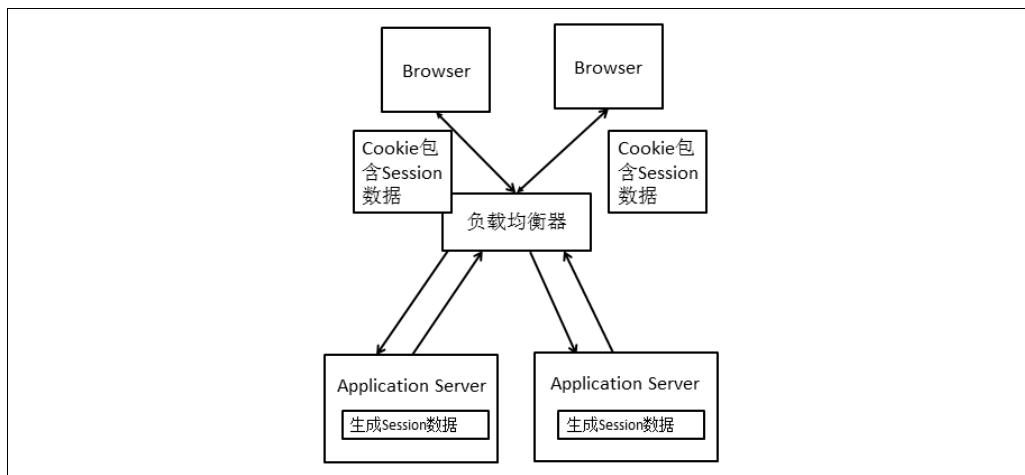 Browser
Browser
Cookie包
含Session
数据
Cookie包
含Session
数据
负载均衡器
Application Server
生成Session数据
Application Server
生成Session数据